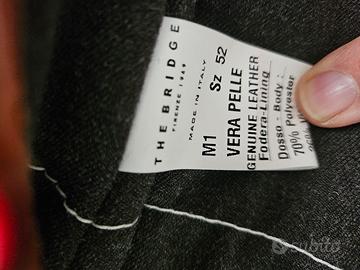 THE BRIDGE
FIRENZE 1969
MADE IN ITALY
M1 Sz 52
VERA PELLE
GENUINE LEATHER
Fodera-Lining
Dosso - Body :
70%
Polyester
subito